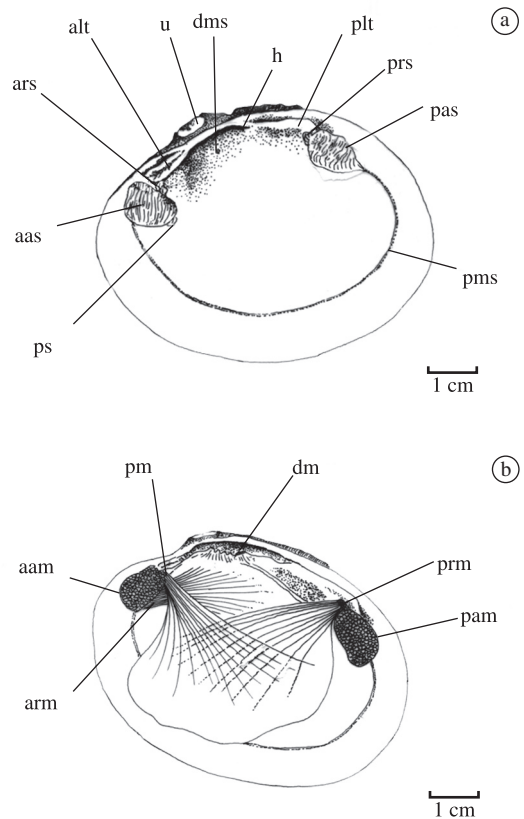 a
alt u dms plt
h
ars prs
pas
aas
pms
ps
1 cm
b
pm dm
aam prm
pam
arm
1 cm